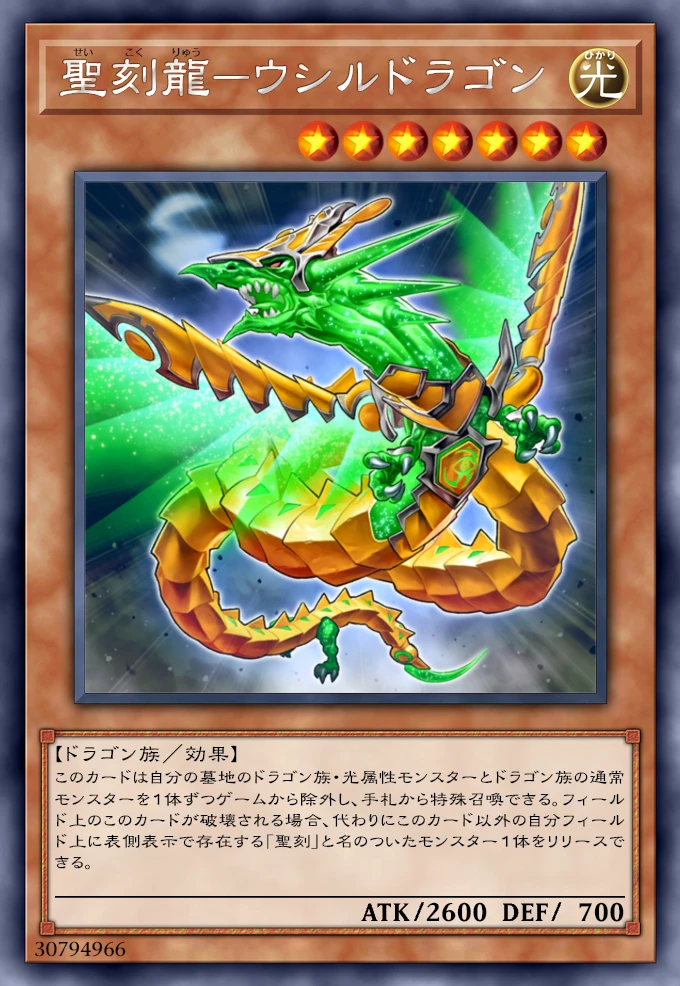 せい こく りゅう
聖刻龍－ウシルドラゴン
ひかり
光
【ドラゴン族／効果】
このカードは自分の墓地のドラゴン族・光属性モンスターとドラゴン族の通常
モンスターを１体ずつゲームから除外し、手札から特殊召喚できる。フィール
ド上のこのカードが破壊される場合、代わりにこのカード以外の自分フィール
ド上に表側表示で存在する「聖刻」と名のついたモンスター１体をリリースで
きる。
ATK/2600 DEF/ 700
30794966